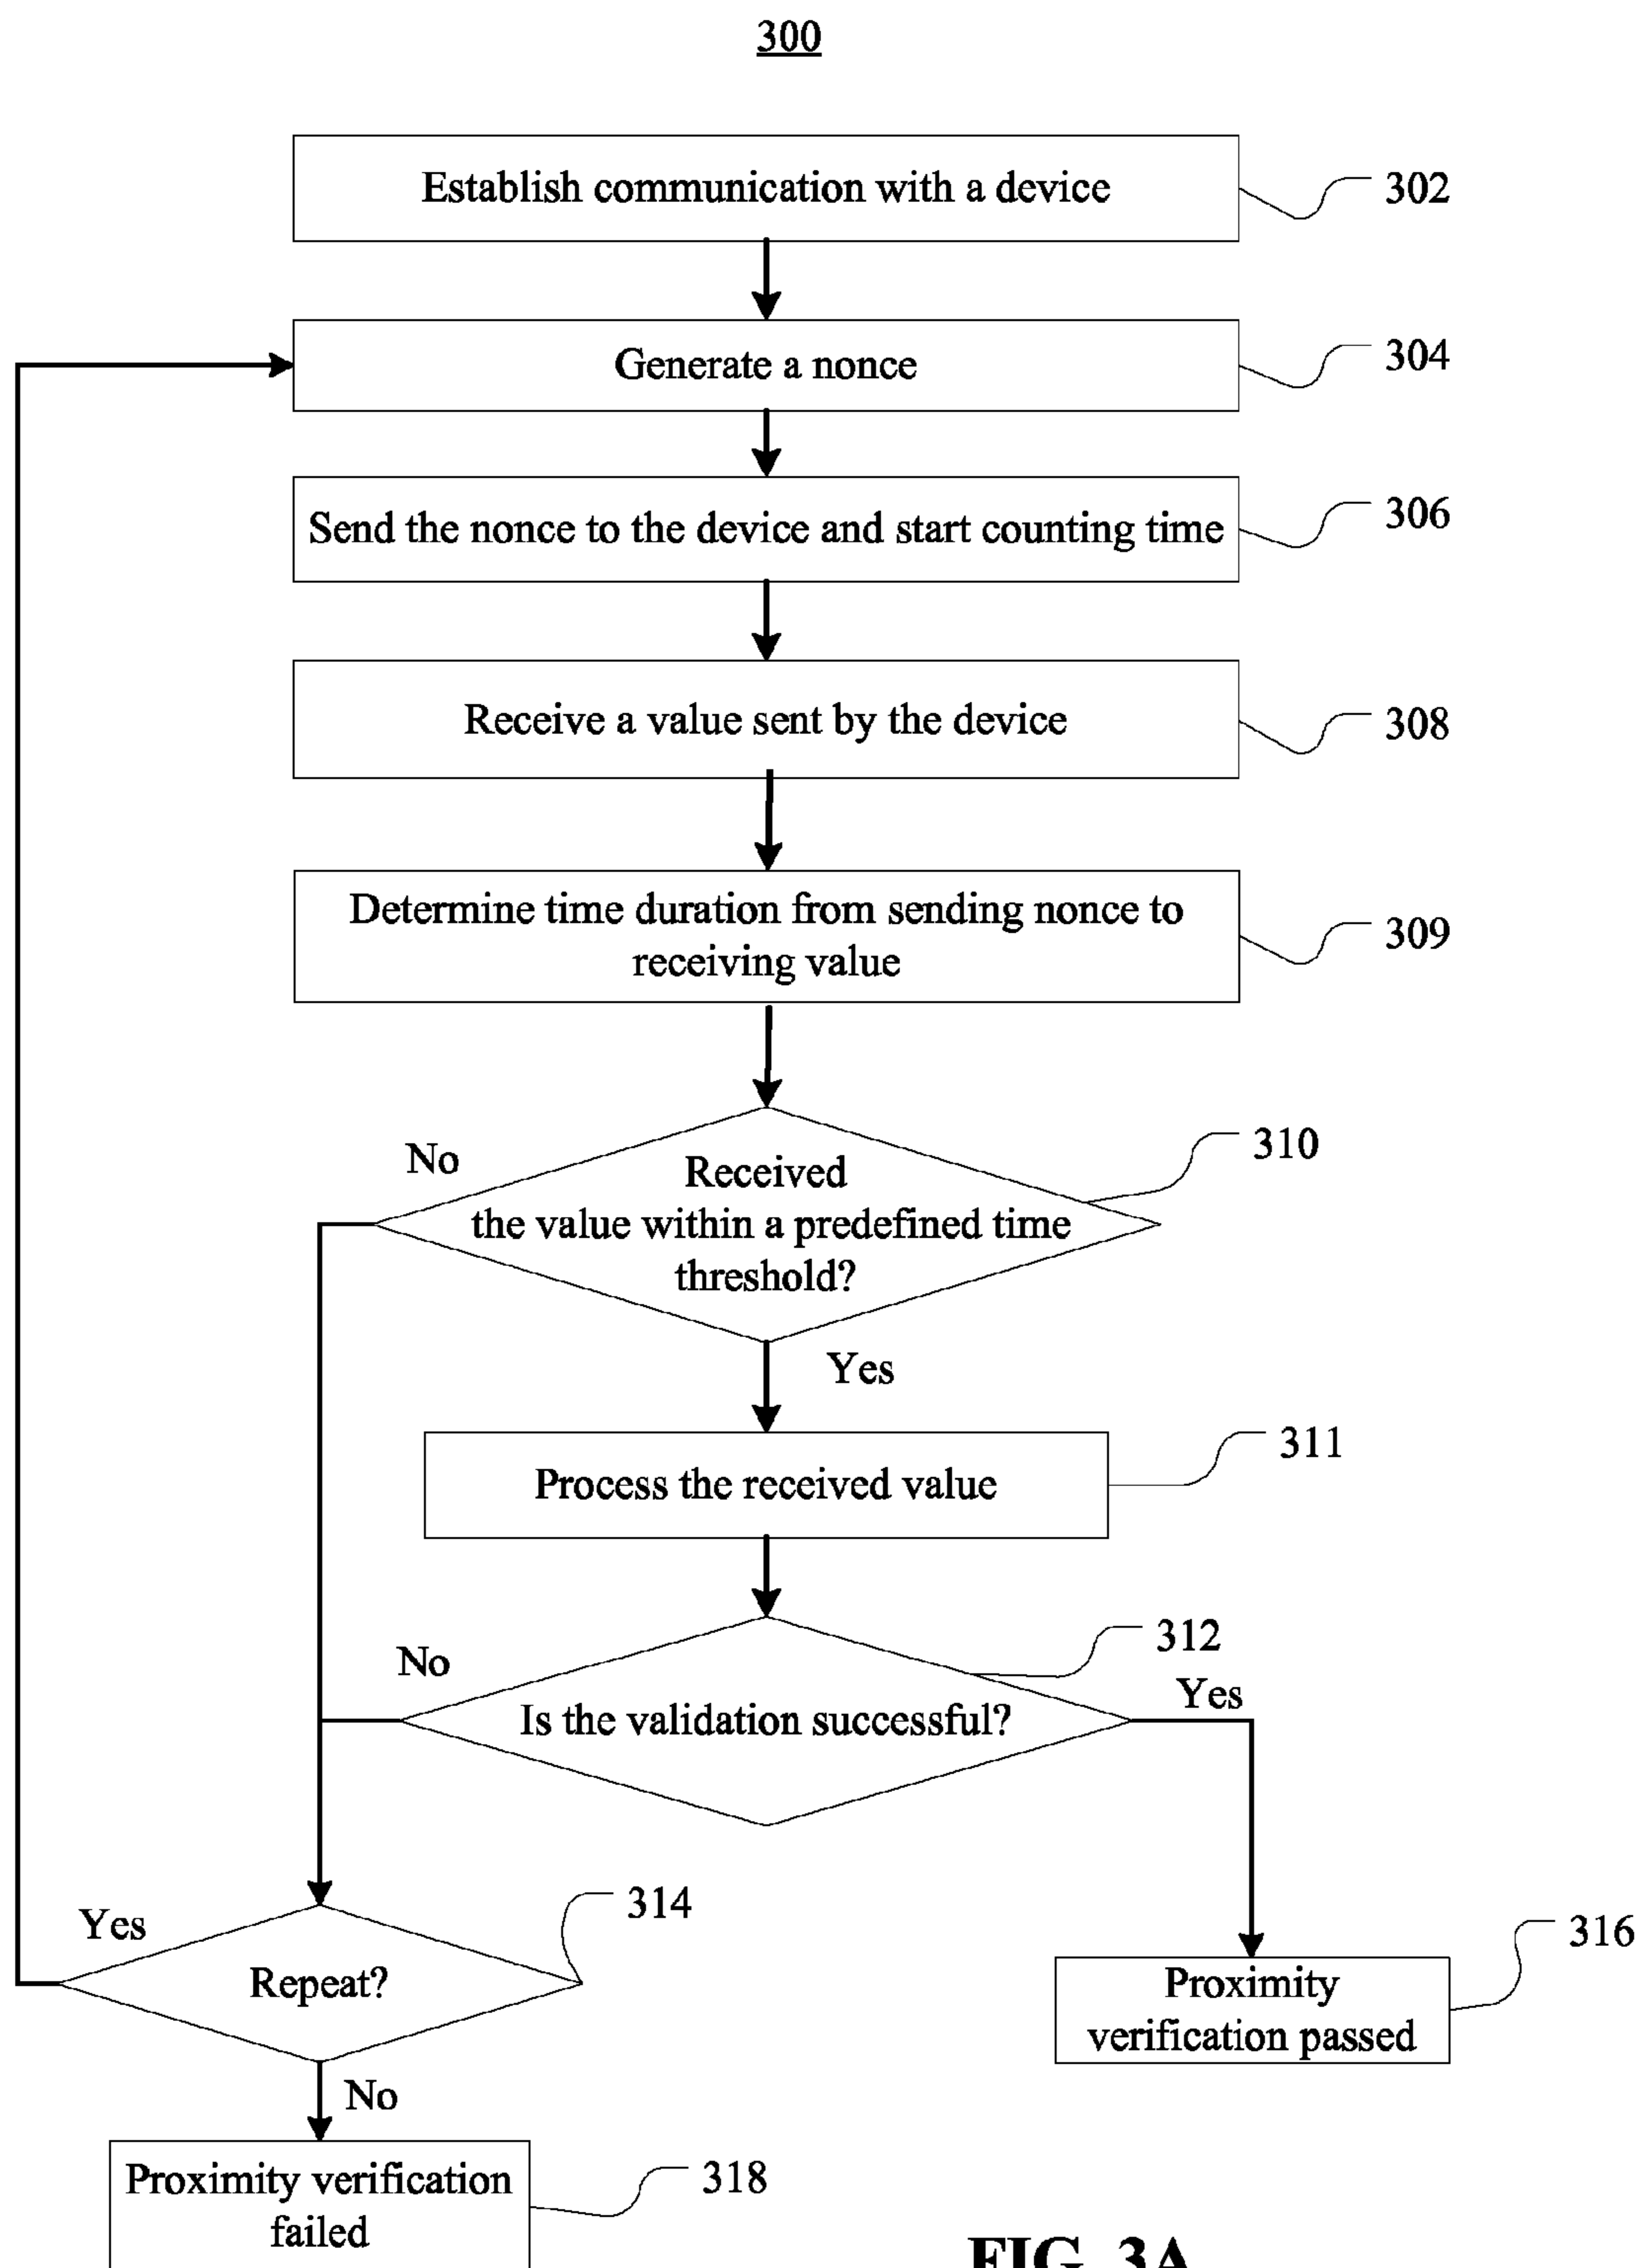 300
Establish communication with a device
302
Generate a nonce
304
Send the nonce to the device and start counting time
306
Receive a value sent by the device
308
Determine time duration from sending nonce to
receiving value
309
No
Received
the value within a predefined time
threshold?
310
Yes
Process the received value
311
No
Is the validation successful?
312
Yes
Yes
Repeat?
314
Proximity
verification passed
316
No
Proximity verification
failed
318
FIG. 3A